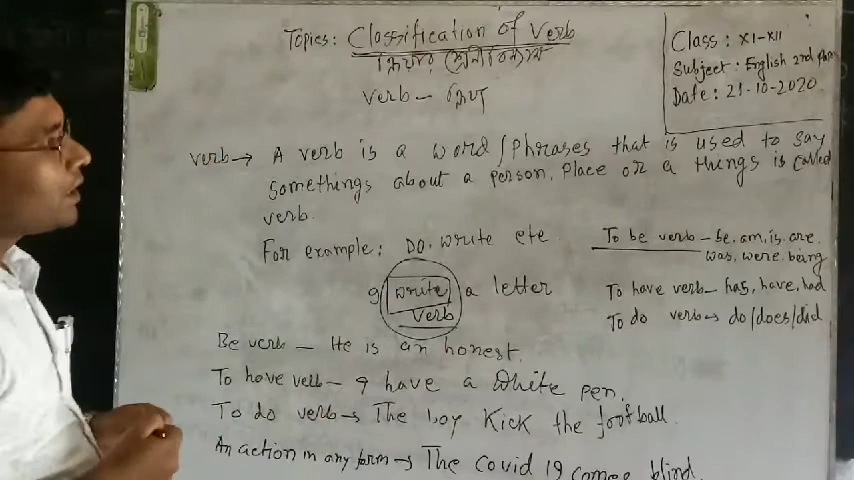 Topics: Classification of Verb
ক্রিয়ার শ্রেনীবিন্যাস
verb — ক্রিয়া
Class: XI-XII
Subject: English 2nd
Date: 21-10-2020
verb → A verb is a word/phrases that is used to say
somethings about a person, place or a things is called
verb.
For example: Do, write etc
I write a letter
verb
To be verb – be, am, is, are
was, were, being
To have verb – has, have, had
To do verb → do/does/did
Be verb – He is an honest.
To have verb – I have a white pen.
To do verb → The boy kick the football.
An action in any form → The Covid 19 comes blind.